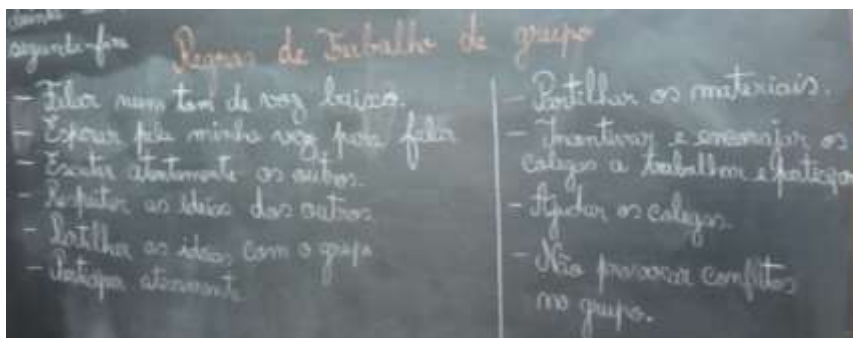 segunda-feira
Regras de Trabalho de grupo
- Falar num tom de voz baixo.
- Esperar pela minha vez para falar
- Escutar atentamente os outros.
- Respeitar as ideias dos outros
- Partilhar as ideias com o grupo
- Participar ativamente
- Partilhar os materiais.
- Incentivar e encorajar os
colegas a trabalhar e participar
- Ajudar os colegas.
- Não provocar conflitos
no grupo.